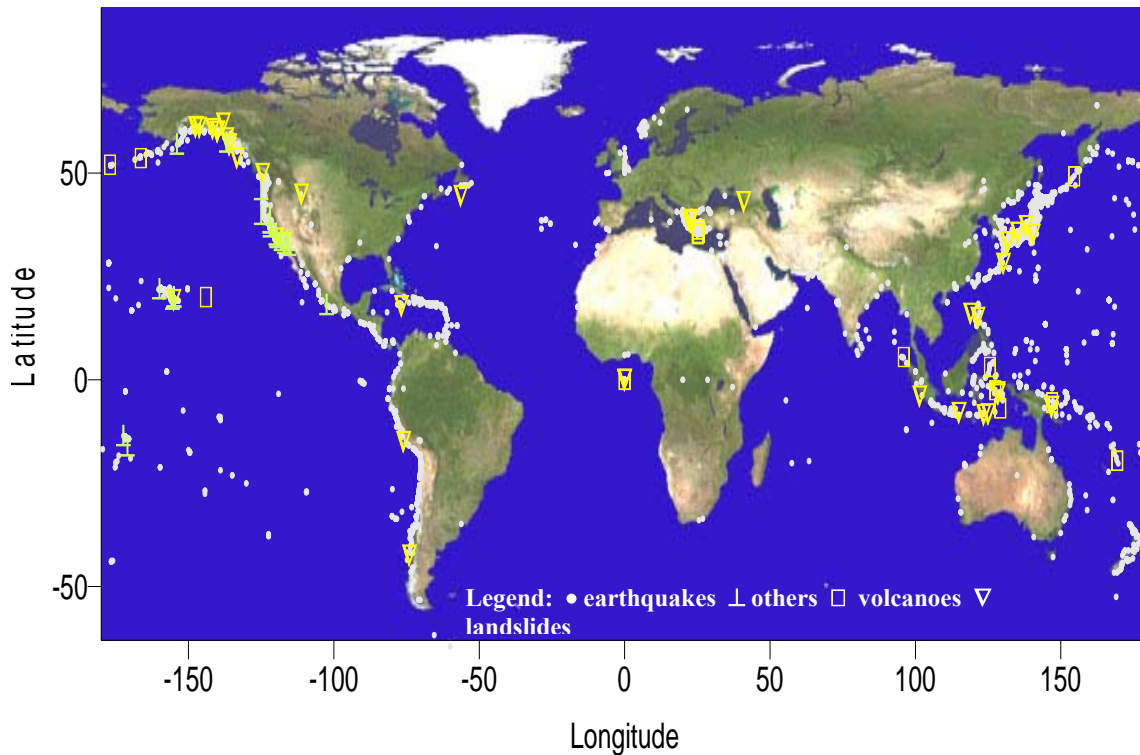 Latitude
50
0
-50
Legend: • earthquakes ⊥ others □ volcanoes ▽
landslides
-150 -100 -50 0 50 100 150
Longitude